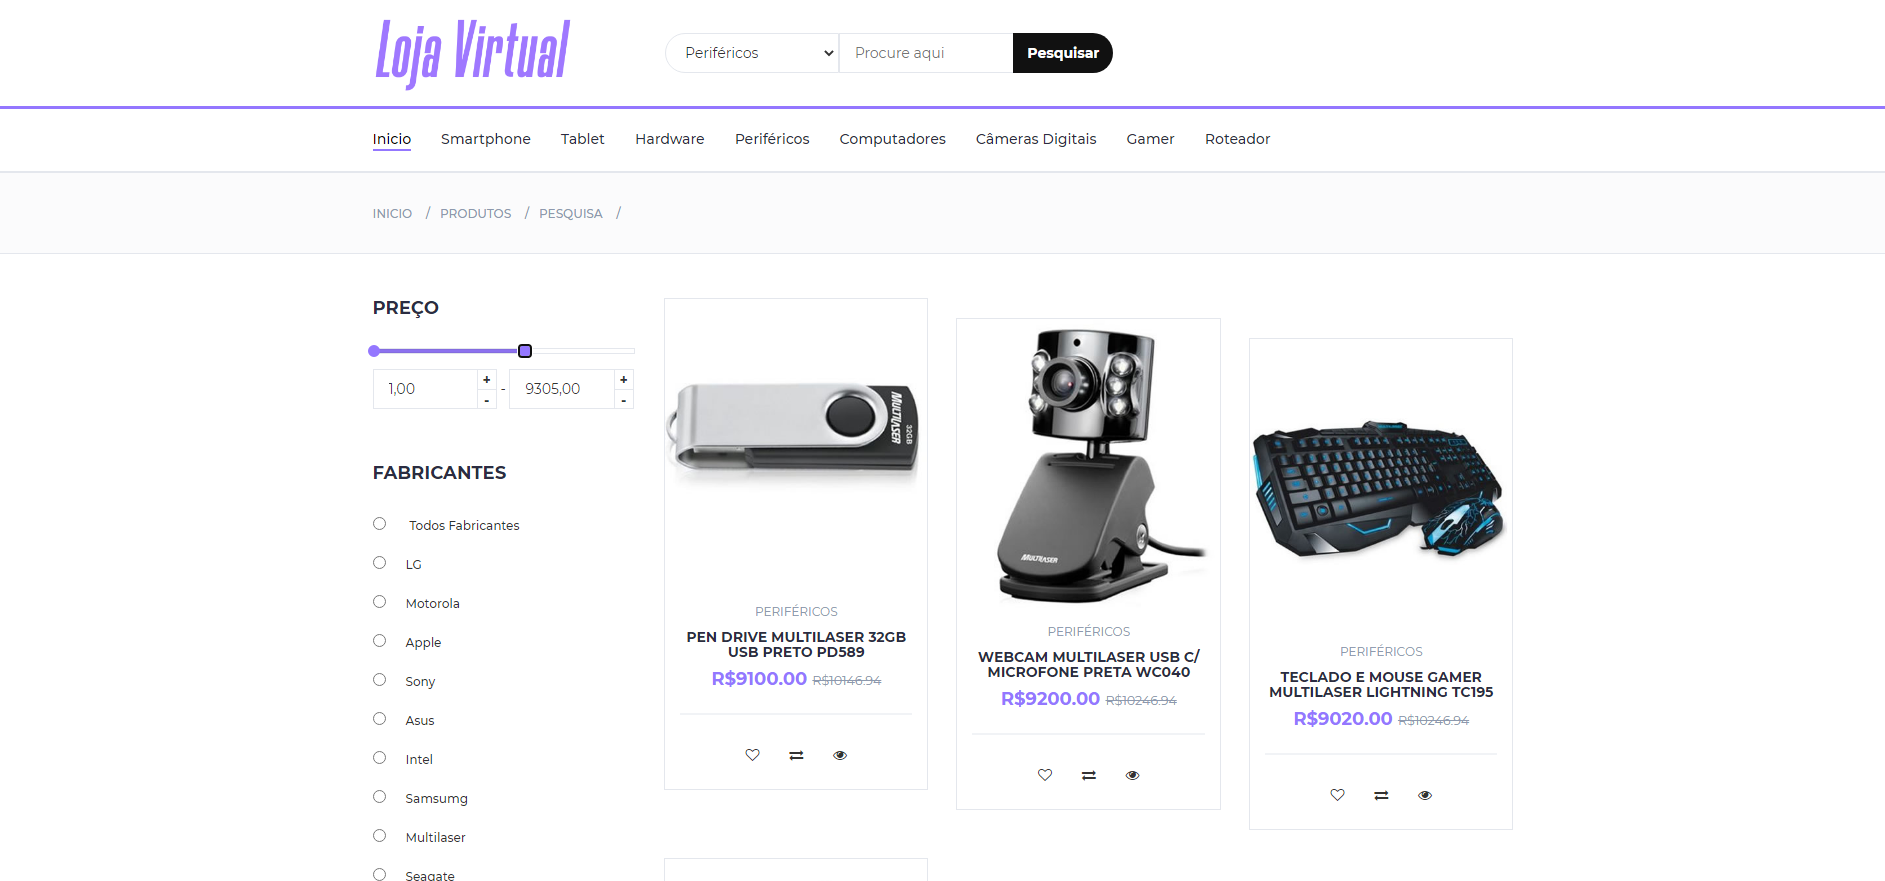 Loja Virtual
Periféricos
Procure aqui
Pesquisar
Inicio
Smartphone
Tablet
Hardware
Periféricos
Computadores
Câmeras Digitais
Gamer
Roteador
INICIO / PRODUTOS / PESQUISA /
PREÇO
1,00
+
-
-
9305,00
+
-
FABRICANTES
Todos Fabricantes
LG
Motorola
Apple
Sony
Asus
Intel
Samsumg
Multilaser
Seagate
MULTILASER
32GB
PERIFÉRICOS
PEN DRIVE MULTILASER 32GB
USB PRETO PD589
R$9100.00 R$10146.94
MULTILASER
PERIFÉRICOS
WEBCAM MULTILASER USB C/
MICROFONE PRETA WC040
R$9200.00 R$10246.94
PERIFÉRICOS
TECLADO E MOUSE GAMER
MULTILASER LIGHTNING TC195
R$9020.00 R$10246.94